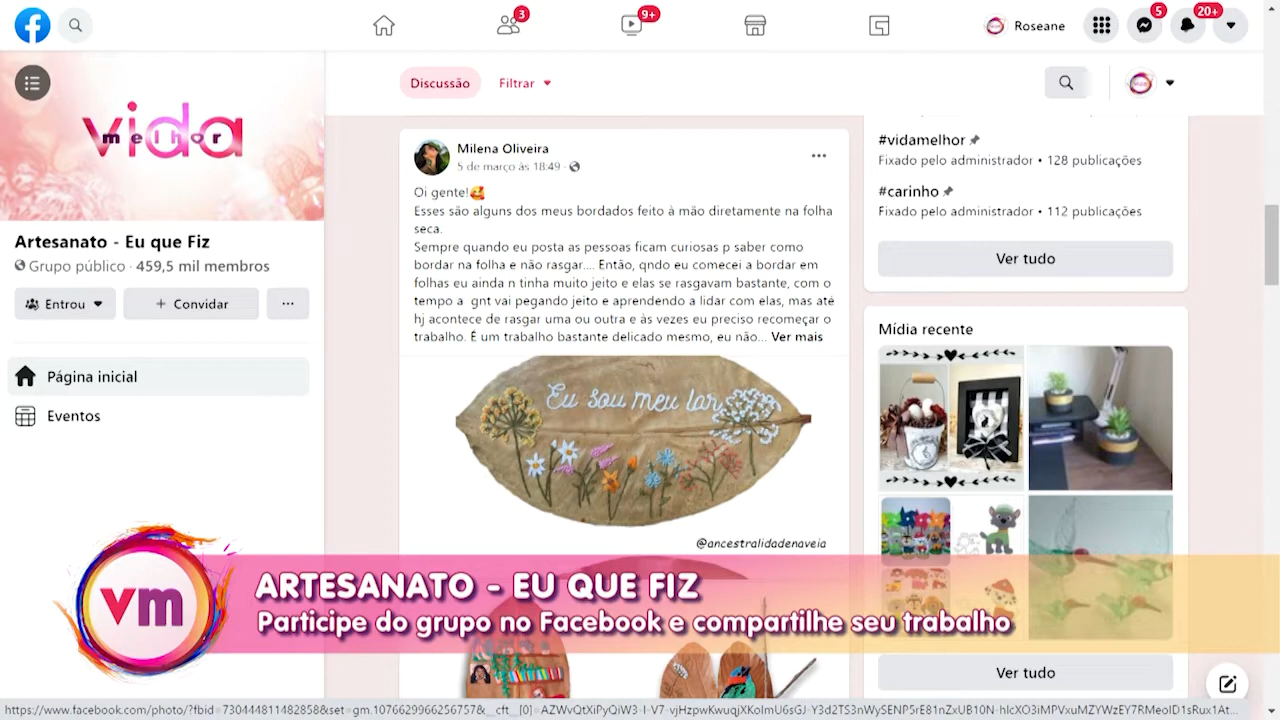 3
9+
Roseane
5
20+
Discussão
Filtrar
vida
melhor
Artesanato - Eu que Fiz
Grupo público · 459,5 mil membros
Entrou
+ Convidar
...
Página inicial
Eventos
Milena Oliveira
5 de março às 18:49 ·
Oi gente!🥰
Esses são alguns dos meus bordados feito à mão diretamente na folha
seca.
Sempre quando eu posta as pessoas ficam curiosas p saber como
bordar na folha e não rasgar.... Então, qndo eu comecei a bordar em
folhas eu ainda n tinha muito jeito e elas se rasgavam bastante, com o
tempo a gnt vai pegando jeito e aprendendo a lidar com elas, mas até
hj acontece de rasgar uma ou outra e às vezes eu preciso recomeçar o
trabalho. É um trabalho bastante delicado mesmo, eu não... Ver mais
Eu sou meu lar
@ancestralidadenaveia
#vidamelhor
Fixado pelo administrador • 128 publicações
#carinho
Fixado pelo administrador • 112 publicações
Ver tudo
Mídia recente
Ver tudo
vm
ARTESANATO - EU QUE FIZ
Participe do grupo no Facebook e compartilhe seu trabalho